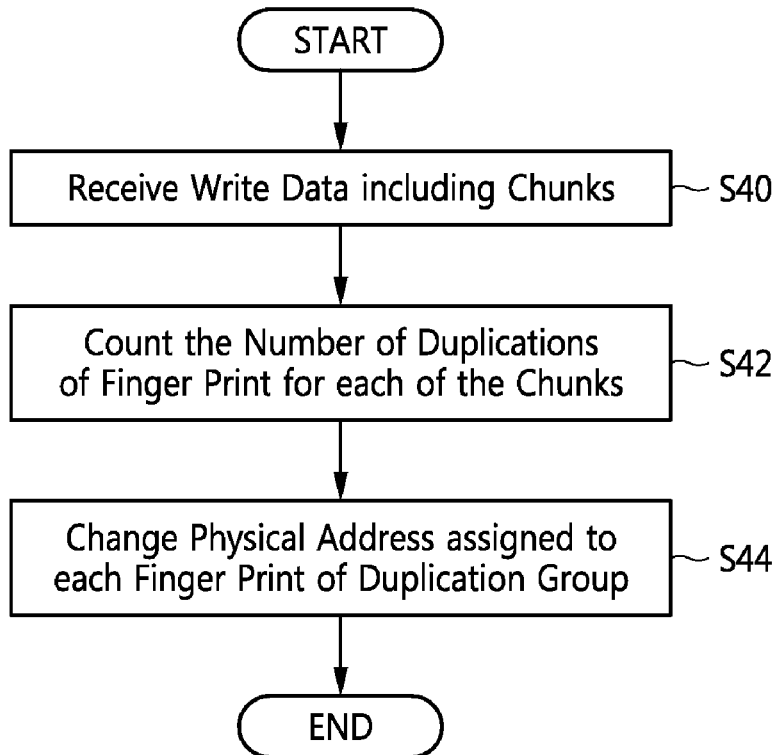 START
Receive Write Data including Chunks
S40
Count the Number of Duplications
of Finger Print for each of the Chunks
S42
Change Physical Address assigned to
each Finger Print of Duplication Group
S44
END